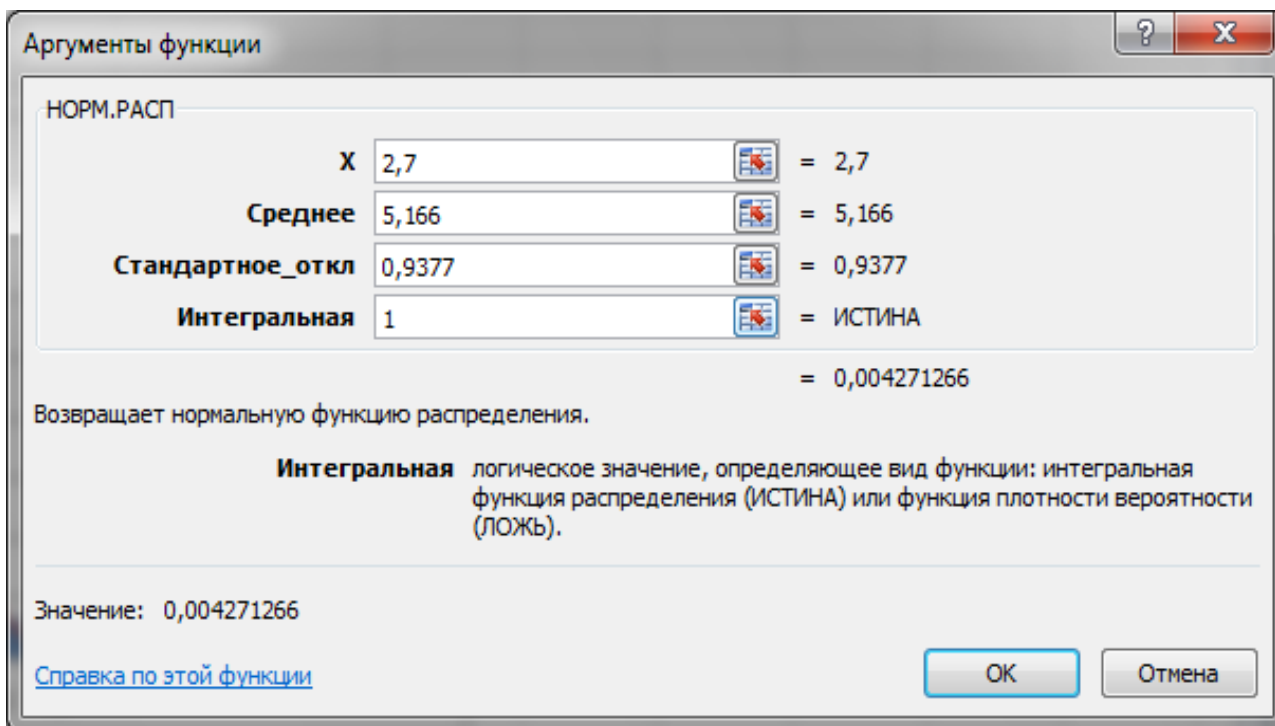 Аргументы функции
НОРМ.РАСП
X 2,7 = 2,7
Среднее 5,166 = 5,166
Стандартное_откл 0,9377 = 0,9377
Интегральная 1 = ИСТИНА
= 0,004271266
Возвращает нормальную функцию распределения.
Интегральная логическое значение, определяющее вид функции: интегральная
функция распределения (ИСТИНА) или функция плотности вероятности
(ЛОЖЬ).
Значение: 0,004271266
Справка по этой функции
ОК
Отмена